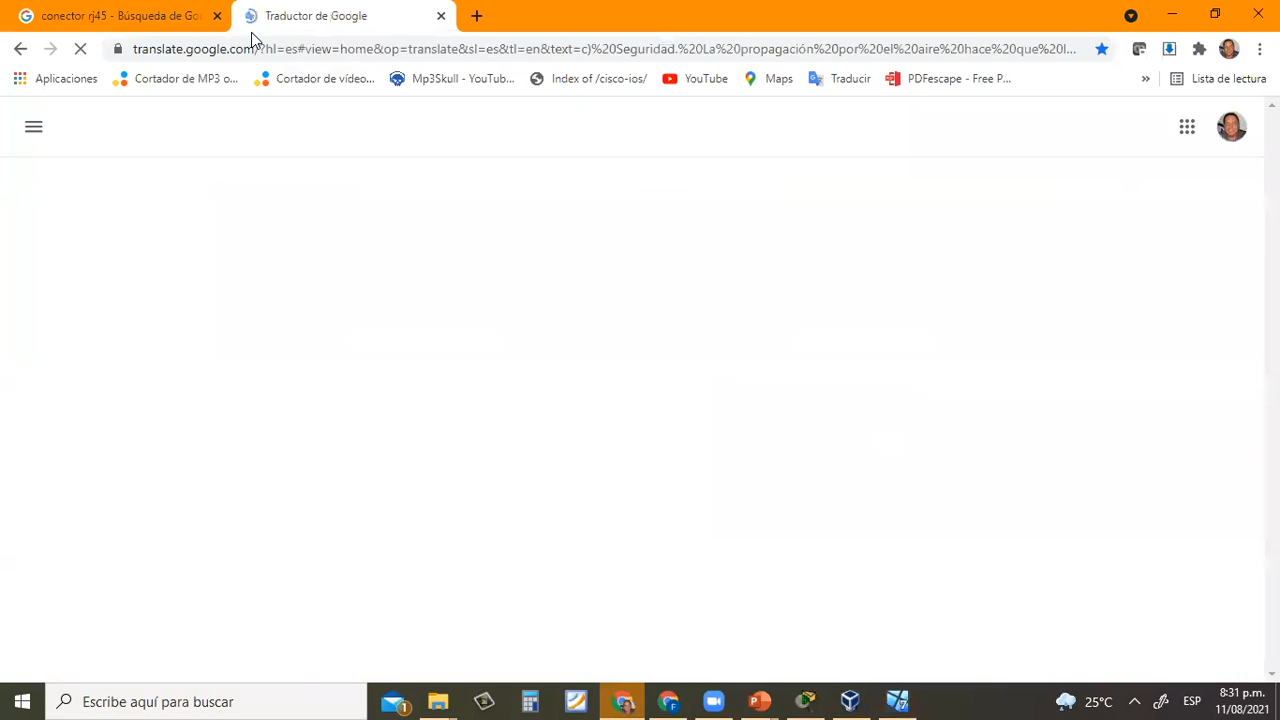 conector rj45 - Búsqueda de Go
Traductor de Google
translate.google.com/?hl=es#view=home&op=translate&sl=es&tl=en&text=c)%20Seguridad.%20La%20propagación%20por%20el%20aire%20hace%20que%20l...
Aplicaciones
Cortador de MP3 o...
Cortador de vídeo...
Mp3Skull - YouTub...
Index of /cisco-ios/
YouTube
Maps
Traducir
PDFescape - Free P...
»
Lista de lectura
Escribe aquí para buscar
1
25°C
ESP
8:31 p.m.
11/08/2021